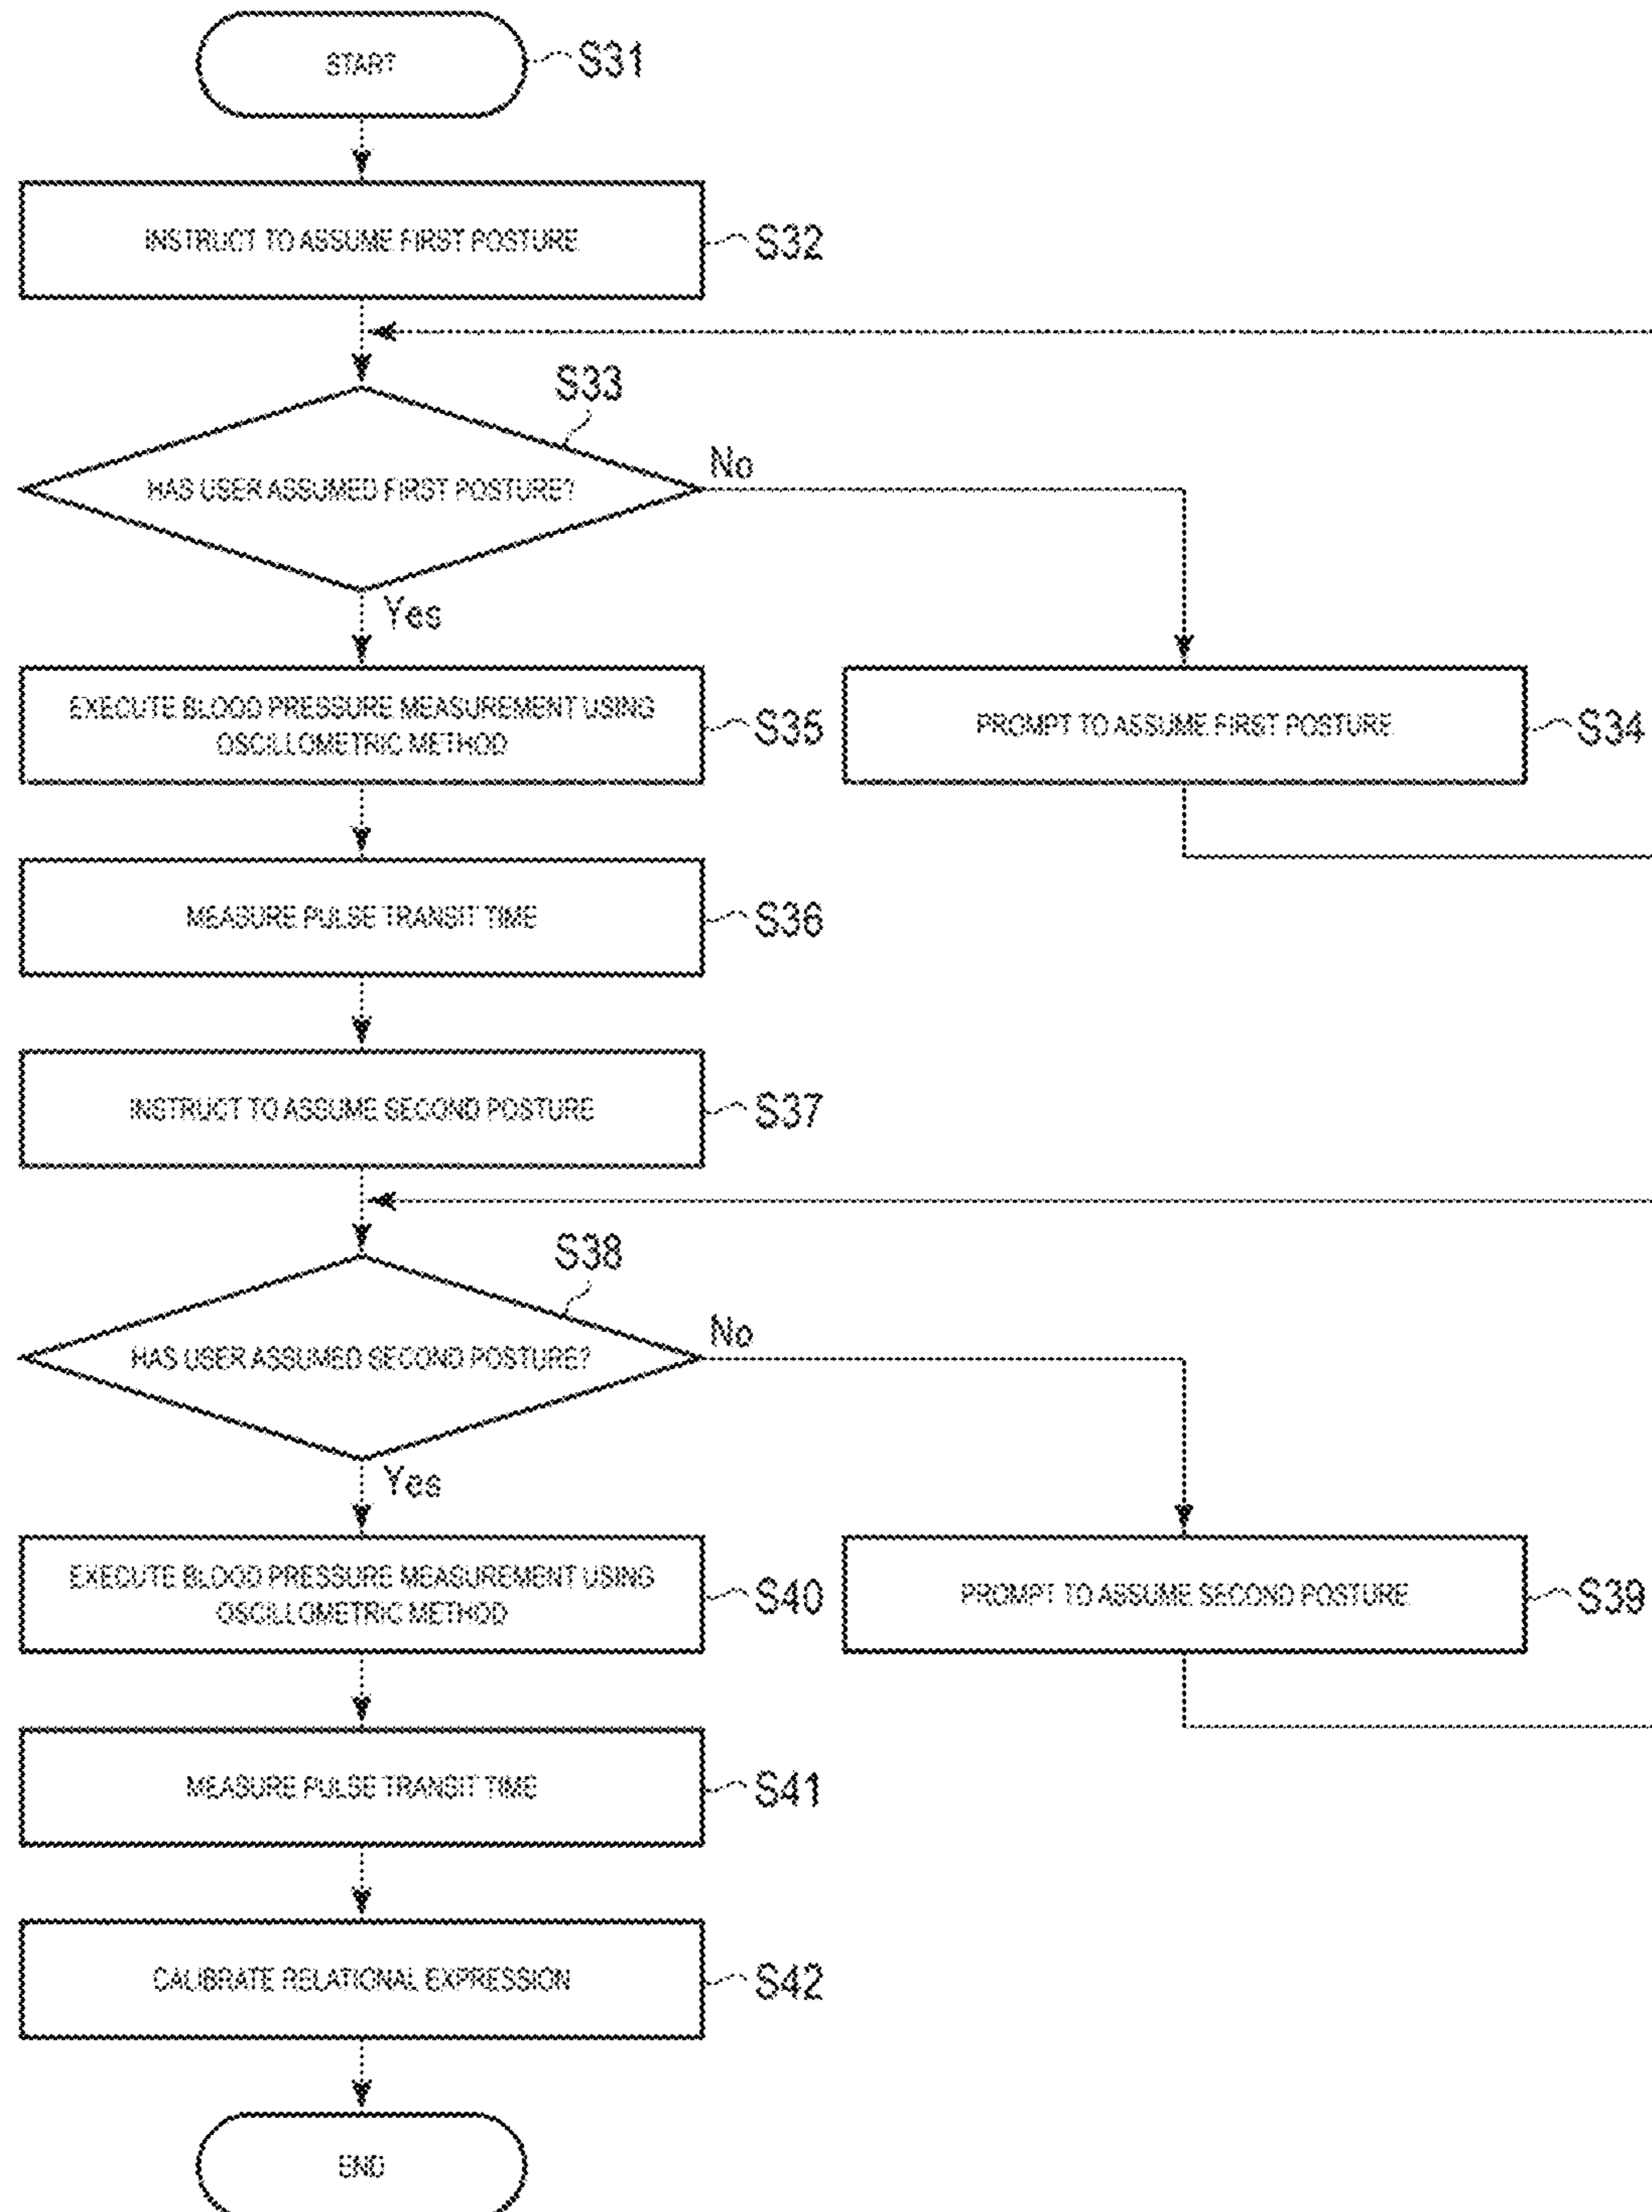 START
S31
INSTRUCT TO ASSUME FIRST POSTURE
S32
S33
HAS USER ASSUMED FIRST POSTURE?
No
Yes
EXECUTE BLOOD PRESSURE MEASUREMENT USING
OSCILLOMETRIC METHOD
S35
PROMPT TO ASSUME FIRST POSTURE
S34
MEASURE PULSE TRANSIT TIME
S36
INSTRUCT TO ASSUME SECOND POSTURE
S37
S38
HAS USER ASSUMED SECOND POSTURE?
No
Yes
EXECUTE BLOOD PRESSURE MEASUREMENT USING
OSCILLOMETRIC METHOD
S40
PROMPT TO ASSUME SECOND POSTURE
S39
MEASURE PULSE TRANSIT TIME
S41
CALIBRATE RELATIONAL EXPRESSION
S42
END